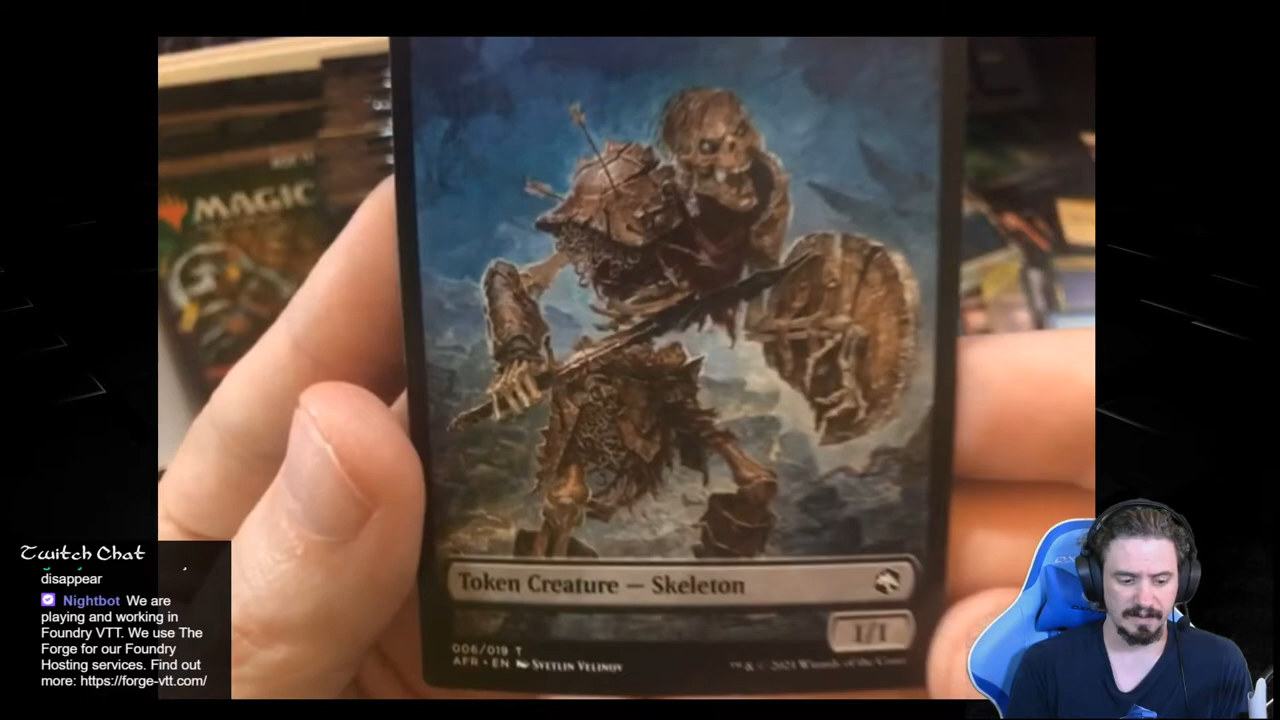 MAGIC
Token Creature — Skeleton
1/1
006/019 T
AFR • EN Svetlin Velinov
™ & © 2021 Wizards of the Coast
Twitch Chat
disappear
Nightbot We are
playing and working in
Foundry VTT. We use The
Forge for our Foundry
Hosting services. Find out
more: https://forge-vtt.com/